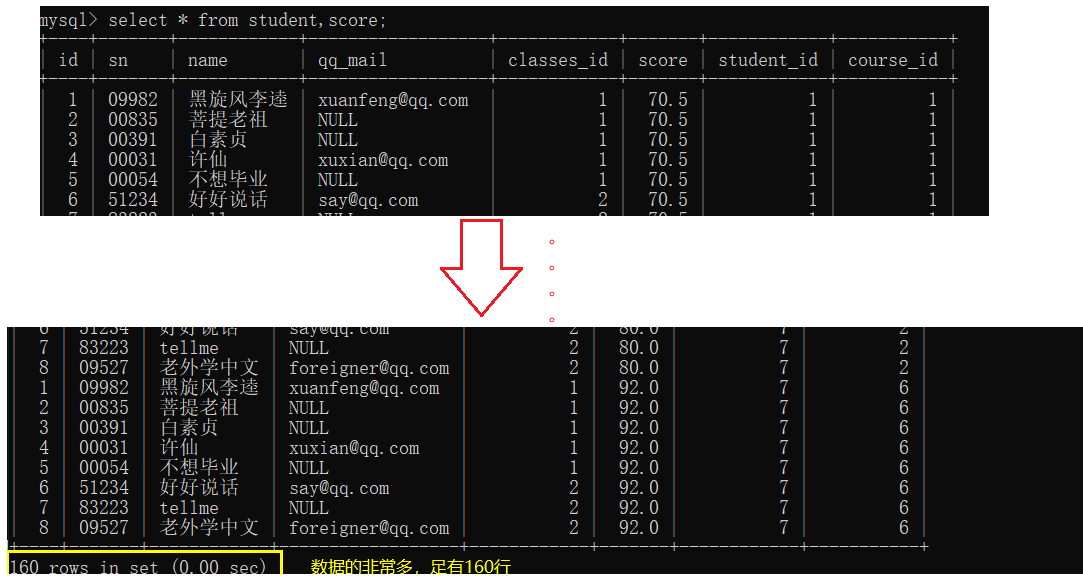 mysql> select * from student,score;
id sn name qq_mail classes_id score student_id course_id
1 09982 黑旋风李逵 xuanfeng@qq.com 1 70.5 1 1
2 00835 菩提老祖 NULL 1 70.5 1 1
3 00391 白素贞 NULL 1 70.5 1 1
4 00031 许仙 xuxian@qq.com 1 70.5 1 1
5 00054 不想毕业 NULL 1 70.5 1 1
6 51234 好好说话 say@qq.com 2 70.5 1 1
6 51234 好好说话 say@qq.com 2 80.0 7 2
7 83223 tellme NULL 2 80.0 7 2
8 09527 老外学中文 foreigner@qq.com 2 80.0 7 2
1 09982 黑旋风李逵 xuanfeng@qq.com 1 92.0 7 6
2 00835 菩提老祖 NULL 1 92.0 7 6
3 00391 白素贞 NULL 1 92.0 7 6
4 00031 许仙 xuxian@qq.com 1 92.0 7 6
5 00054 不想毕业 NULL 1 92.0 7 6
6 51234 好好说话 say@qq.com 2 92.0 7 6
7 83223 tellme NULL 2 92.0 7 6
8 09527 老外学中文 foreigner@qq.com 2 92.0 7 6
160 rows in set (0.00 sec) 数据的非常多，足有160行